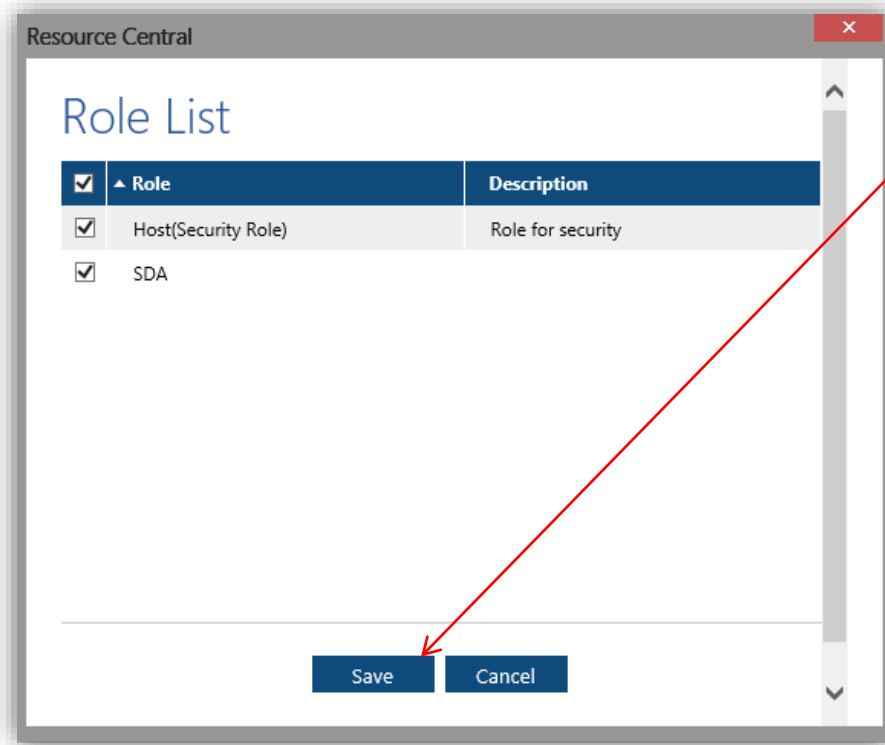 Resource Central
Role List
Role Description
Host(Security Role) Role for security
SDA
Save Cancel